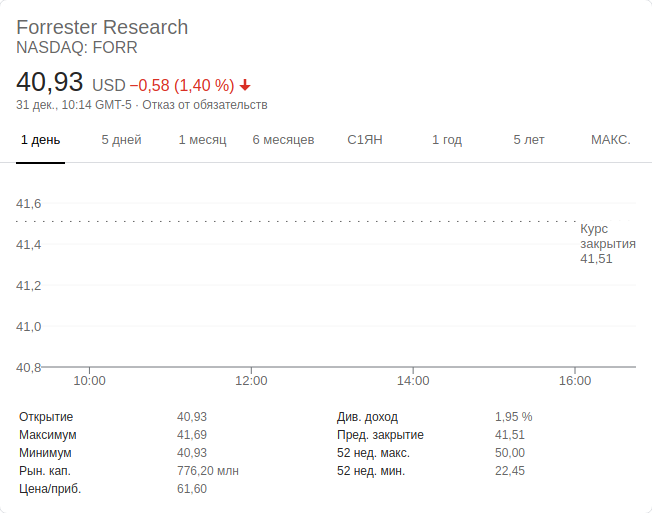 Forrester Research
NASDAQ: FORR
40,93 USD −0,58 (1,40 %)
31 дек., 10:14 GMT-5 · Отказ от обязательств
1 день 5 дней 1 месяц 6 месяцев С1ЯН 1 год 5 лет МАКС.
41,6
Курс
закрытия
41,51
41,4
41,2
41,0
40,8
10:00 12:00 14:00 16:00
Открытие 40,93 Див. доход 1,95 %
Максимум 41,69 Пред. закрытие 41,51
Минимум 40,93 52 нед. макс. 50,00
Рын. кап. 776,20 млн 52 нед. мин. 22,45
Цена/приб. 61,60